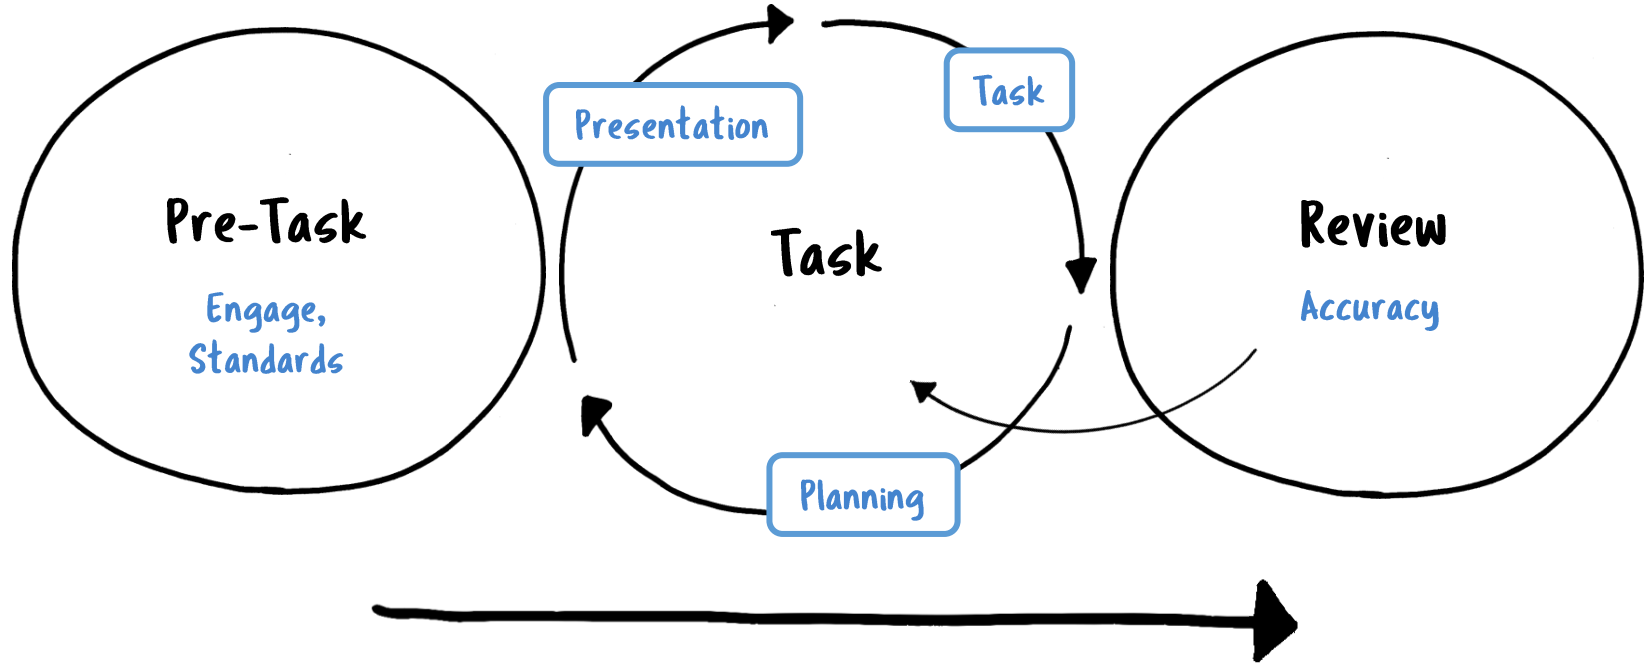 Pre-Task
Engage,
Standards
Presentation
Task
Task
Planning
Review
Accuracy